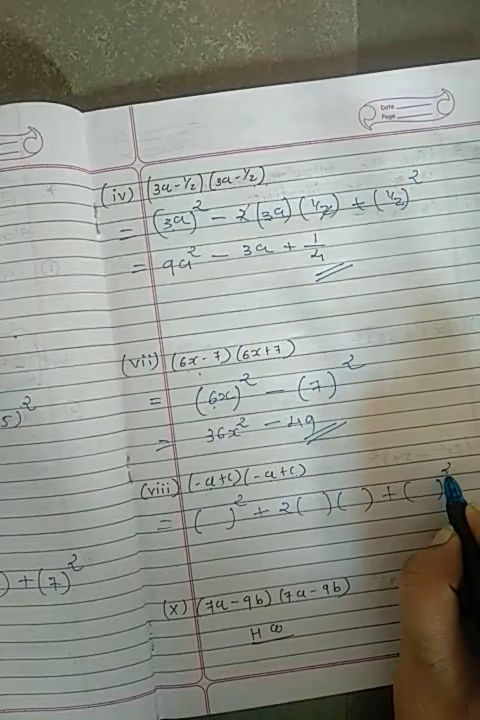 Date
Page
(iv) (3a-1/2) (3a-1/2)
= (3a)² - 2(3a)(1/2) + (1/2)²
= 9a² - 3a + 1/4
(vii) (6x-7) (6x+7)
= (6x)² - (7)²
= 36x² - 49
5)²
(viii) (-a+c) (-a+c)
= ( )² + 2( )( ) + ( )²
) + (7)²
(x) (7a-9b) (7a-9b)
HW